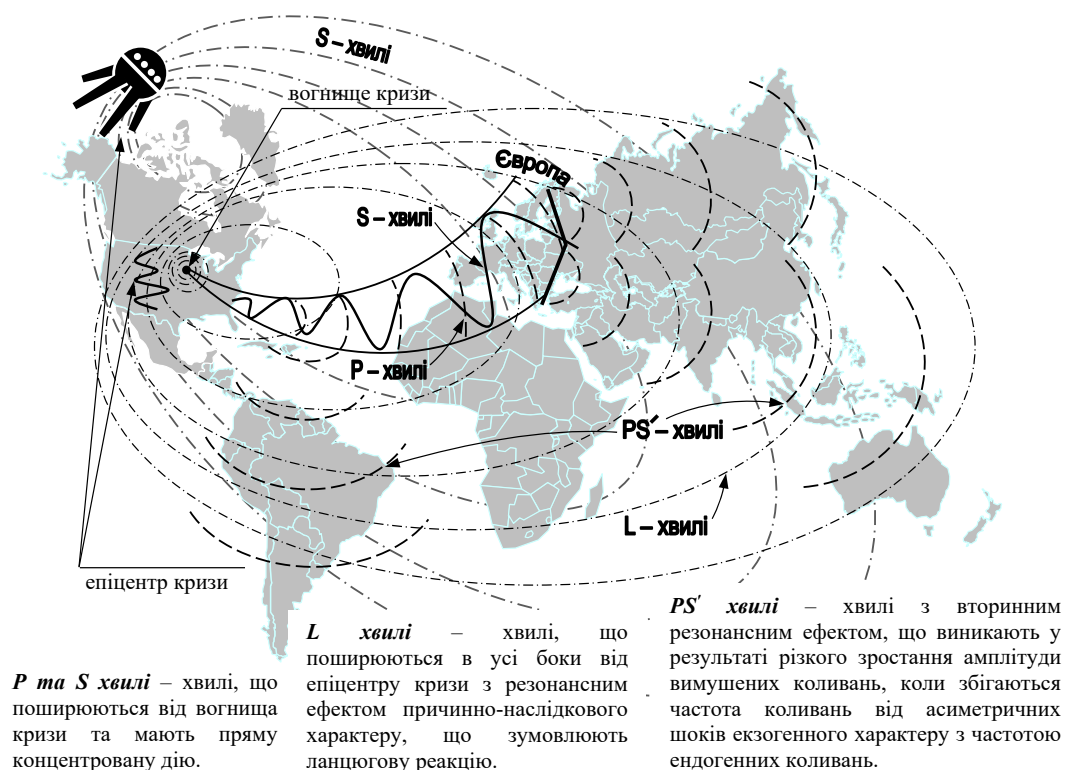 S – хвилі
вогнище кризи
Європа
S – хвилі
P – хвилі
PS′ – хвилі
L – хвилі
епіцентр кризи
P та S хвилі – хвилі, що
поширюються від вогнища
кризи та мають пряму
концентровану дію.
L хвилі – хвилі, що
поширюються в усі боки від
епіцентру кризи з резонансним
ефектом причинно-наслідкового
характеру, що зумовлюють
ланцюгову реакцію.
PS′ хвилі – хвилі з вторинним
резонансним ефектом, що виникають у
результаті різкого зростання амплітуди
вимушених коливань, коли збігаються
частота коливань від асиметричних
шоків екзогенного характеру з частотою
ендогенних коливань.